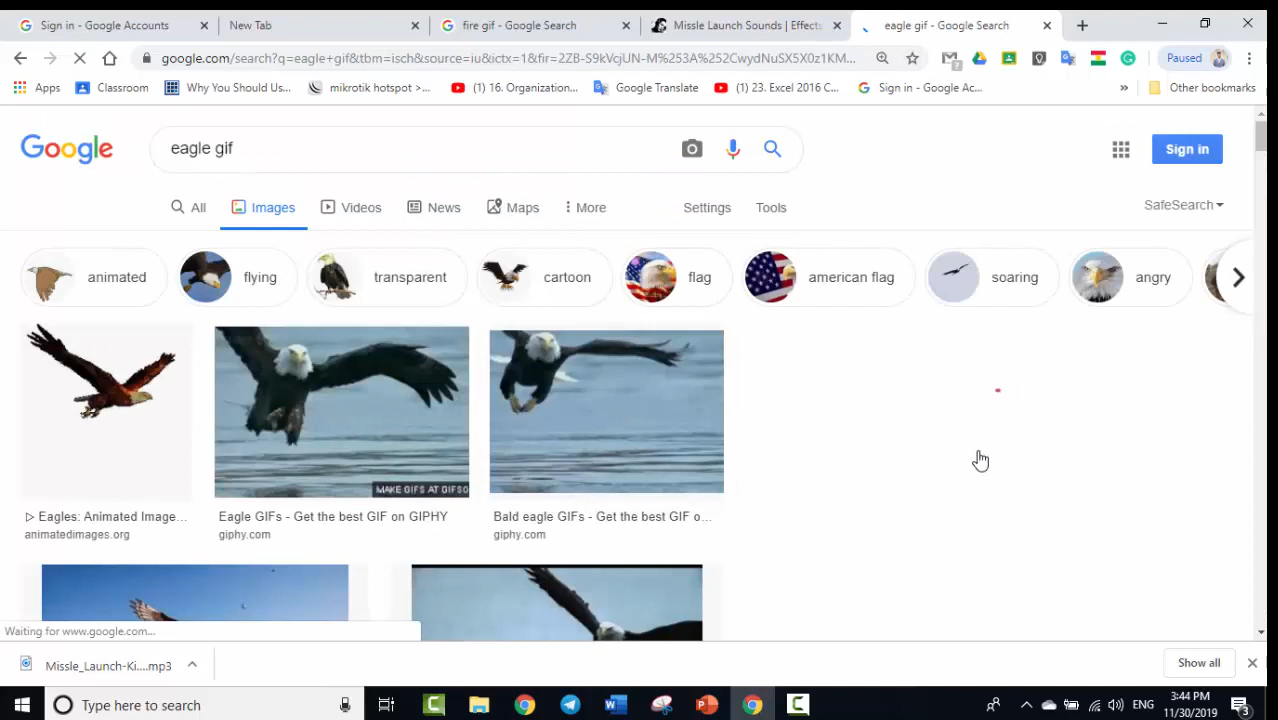 Sign in - Google Accounts
New Tab
fire gif - Google Search
Missle Launch Sounds | Effects
eagle gif - Google Search
google.com/search?q=eagle+gif&tbm=isch&source=iu&ictx=1&fir=2ZB-S9kVcjUN-M%253A%252CwydNuSX5X0z1KM...
Paused
Apps
Classroom
Why You Should Us...
mikrotik hotspot >...
(1) 16. Organization...
Google Translate
(1) 23. Excel 2016 C...
Sign in - Google Ac...
»
Other bookmarks
Google
eagle gif
Sign in
All
Images
Videos
News
Maps
More
Settings
Tools
SafeSearch
animated
flying
transparent
cartoon
flag
american flag
soaring
angry
MAKE GIFS AT GIFSO
▷ Eagles: Animated Image...
animatedimages.org
Eagle GIFs - Get the best GIF on GIPHY
giphy.com
Bald eagle GIFs - Get the best GIF o...
giphy.com
Waiting for www.google.com...
Missle_Launch-Ki....mp3
Show all
Type here to search
ENG
3:44 PM
11/30/2019
3